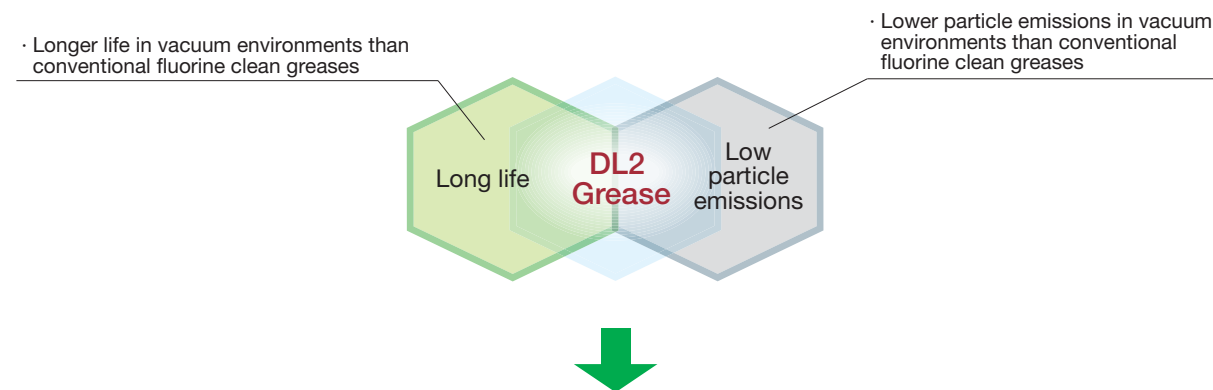 · Longer life in vacuum environments than
conventional fluorine clean greases
· Lower particle emissions in vacuum
environments than conventional
fluorine clean greases
Long life
DL2
Grease
Low
particle
emissions